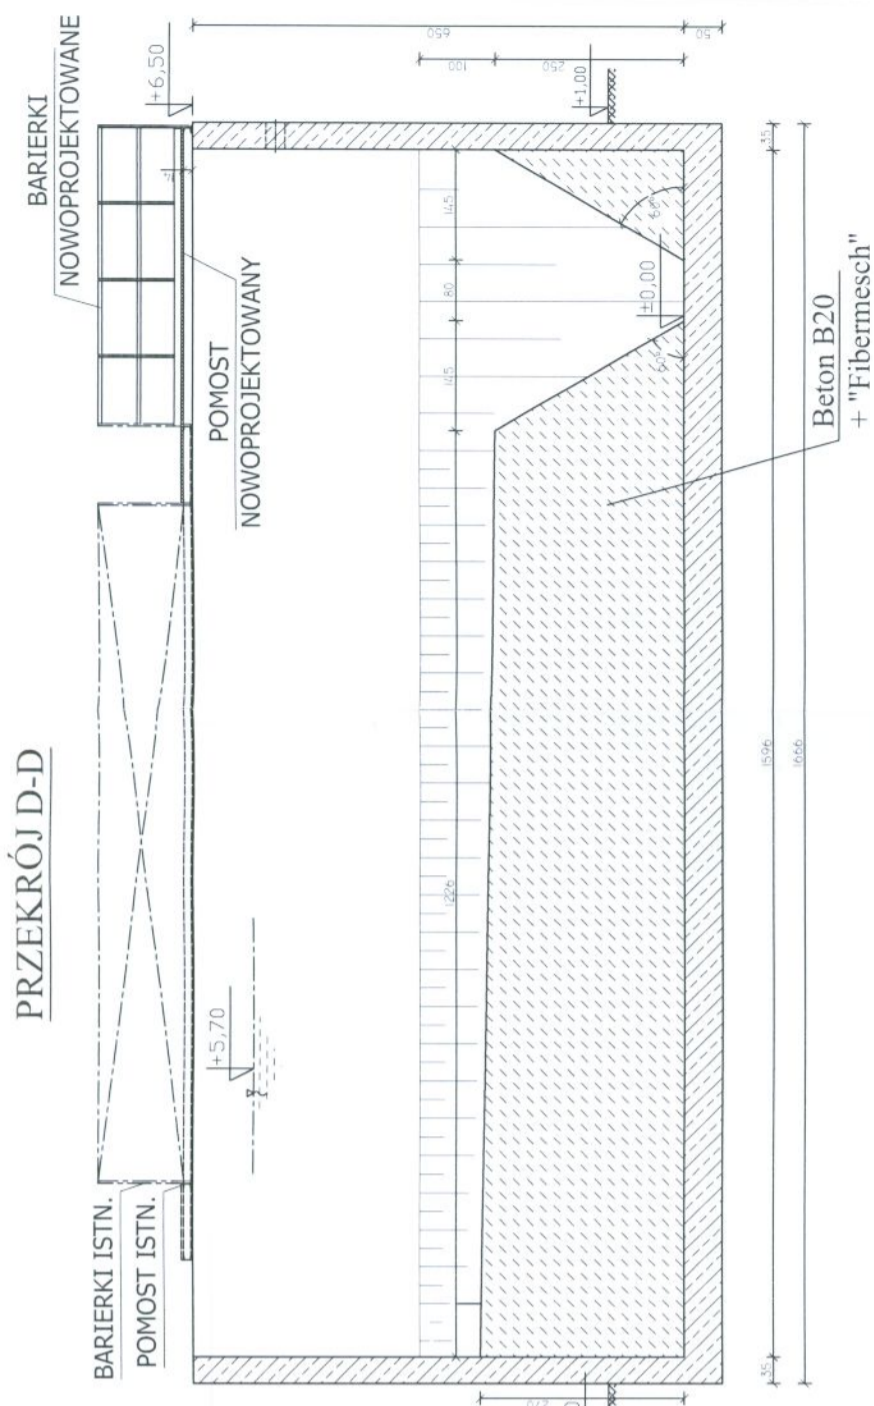 PRZEKRÓJ D-D
BARIERKI ISTN.
POMOST ISTN.
BARIERKI
NOWOPROJEKTOWANE
POMOST
NOWOPROJEKTOWANY
+6,50
+5,70
+1,00
±0,00
650
50
100
250
145
80
145
1226
60°
60°
35
1596
35
1666
270
Beton B20
+ "Fibermesch"